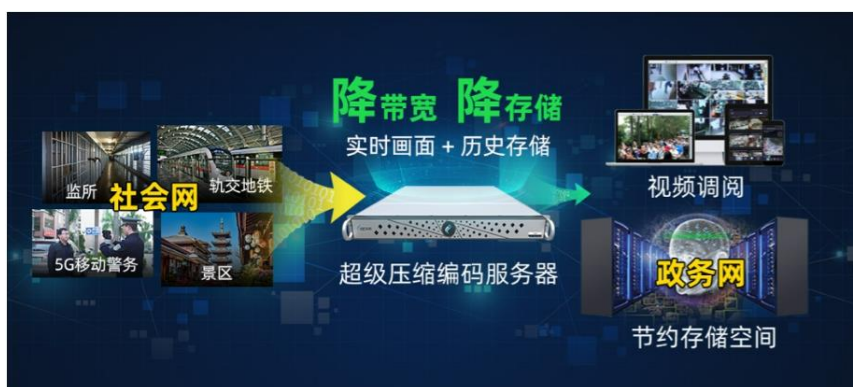 降带宽 降存储
实时画面 + 历史存储
监所
社会网
轨交地铁
5G移动警务
景区
超级压缩编码服务器
视频调阅
政务网
节约存储空间